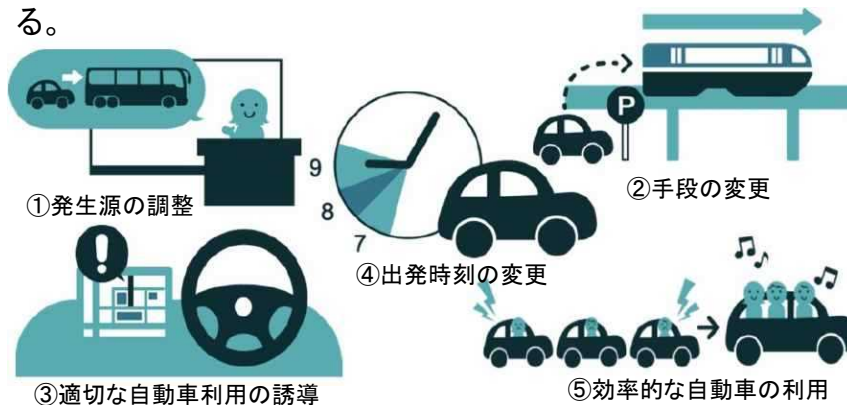 る。
P
9
8
7
①発生源の調整
②手段の変更
④出発時刻の変更
③適切な自動車利用の誘導
⑤効率的な自動車の利用